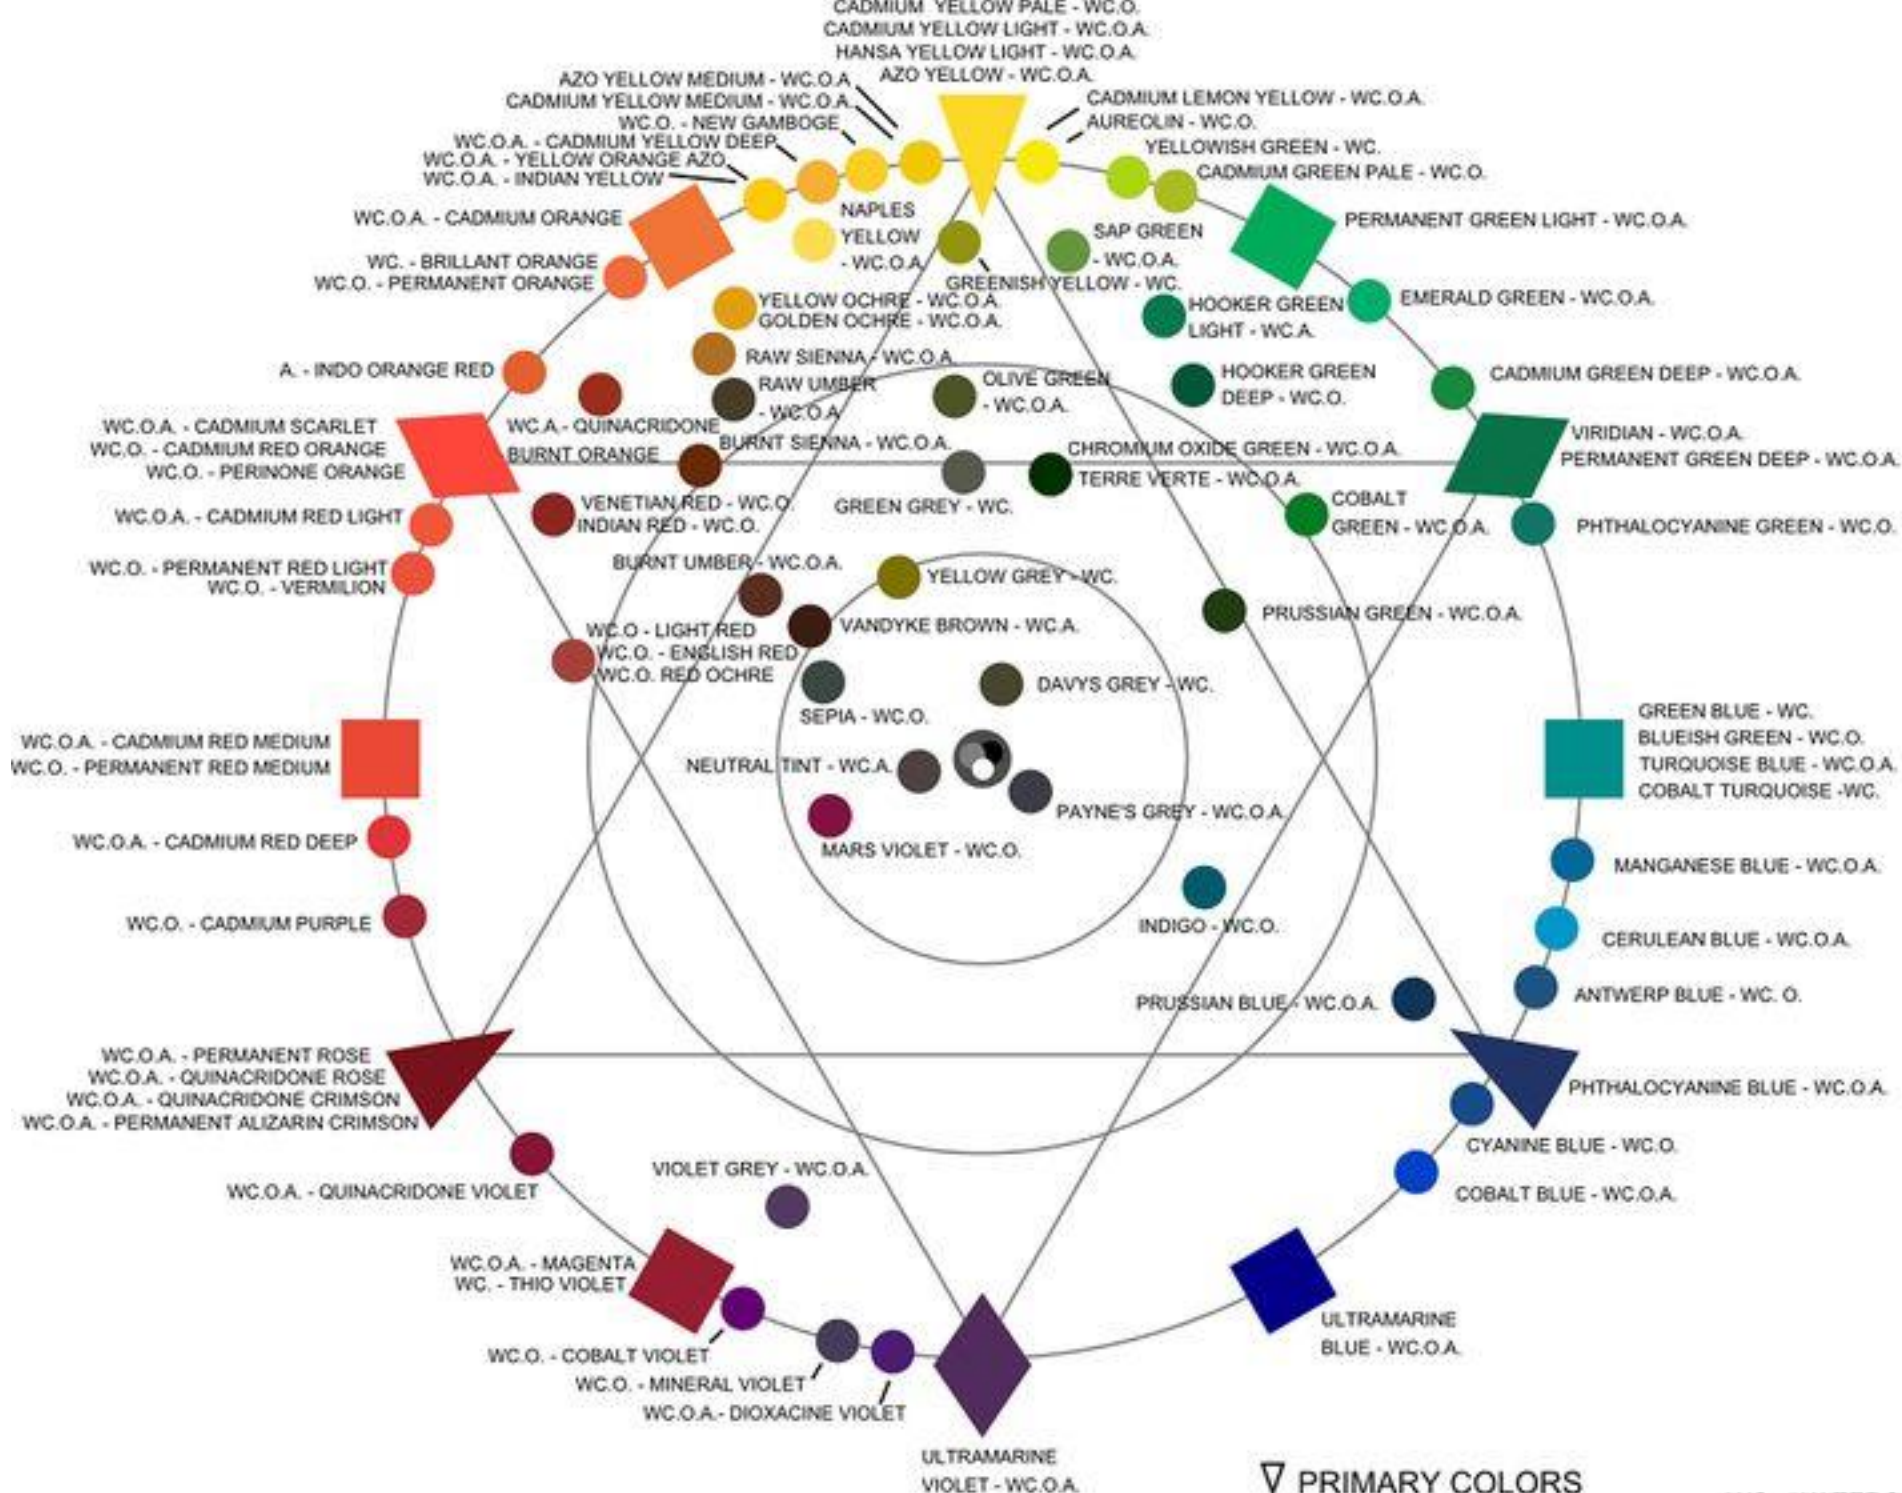 CADMIUM YELLOW PALE - WC.O.
CADMIUM YELLOW LIGHT - WC.O.A.
HANSA YELLOW LIGHT - WC.O.A.
AZO YELLOW - WC.O.A.
AZO YELLOW MEDIUM - WC.O.A
CADMIUM YELLOW MEDIUM - WC.O.A.
WC.O. - NEW GAMBOGE
WC.O.A. - CADMIUM YELLOW DEEP
WC.O.A. - YELLOW ORANGE AZO
WC.O.A. - INDIAN YELLOW
CADMIUM LEMON YELLOW - WC.O.A.
AUREOLIN - WC.O.
YELLOWISH GREEN - WC.
CADMIUM GREEN PALE - WC.O.
WC.O.A. - CADMIUM ORANGE
NAPLES
YELLOW
- WC.O.A.
SAP GREEN
- WC.O.A.
PERMANENT GREEN LIGHT - WC.O.A.
WC. - BRILLANT ORANGE
WC.O. - PERMANENT ORANGE
GREENISH YELLOW - WC.
YELLOW OCHRE - WC.O.A.
GOLDEN OCHRE - WC.O.A.
HOOKER GREEN
LIGHT - WC.A.
EMERALD GREEN - WC.O.A.
RAW SIENNA - WC.O.A.
A. - INDO ORANGE RED
RAW UMBER
- WC.O.A
OLIVE GREEN
- WC.O.A.
HOOKER GREEN
DEEP - WC.O.
CADMIUM GREEN DEEP - WC.O.A.
WC.O.A. - CADMIUM SCARLET
WC.O. - CADMIUM RED ORANGE
WC.O. - PERINONE ORANGE
WC.A.- QUINACRIDONE
BURNT ORANGE
BURNT SIENNA - WC.O.A.
CHROMIUM OXIDE GREEN - WC.O.A.
TERRE VERTE - WC.O.A.
VIRIDIAN - WC.O.A.
PERMANENT GREEN DEEP - WC.O.A.
VENETIAN RED - WC.O.
INDIAN RED - WC.O.
GREEN GREY - WC.
COBALT
GREEN - WC.O.A.
WC.O.A. - CADMIUM RED LIGHT
PHTHALOCYANINE GREEN - WC.O.
WC.O. - PERMANENT RED LIGHT
WC.O. - VERMILION
BURNT UMBER - WC.O.A.
YELLOW GREY - WC.
VANDYKE BROWN - WC.A.
PRUSSIAN GREEN - WC.O.A.
WC.O - LIGHT RED
WC.O. - ENGLISH RED
WC.O. RED OCHRE
SEPIA - WC.O.
DAVYS GREY - WC.
WC.O.A. - CADMIUM RED MEDIUM
WC.O. - PERMANENT RED MEDIUM
NEUTRAL TINT - WC.A.
PAYNE'S GREY - WC.O.A.
GREEN BLUE - WC.
BLUEISH GREEN - WC.O.
TURQUOISE BLUE - WC.O.A.
COBALT TURQUOISE -WC.
WC.O.A. - CADMIUM RED DEEP
MARS VIOLET - WC.O.
MANGANESE BLUE - WC.O.A.
WC.O. - CADMIUM PURPLE
INDIGO - WC.O.
CERULEAN BLUE - WC.O.A.
PRUSSIAN BLUE - WC.O.A.
ANTWERP BLUE - WC. O.
WC.O.A. - PERMANENT ROSE
WC.O.A. - QUINACRIDONE ROSE
WC.O.A. - QUINACRIDONE CRIMSON
WC.O.A. - PERMANENT ALIZARIN CRIMSON
PHTHALOCYANINE BLUE - WC.O.A.
CYANINE BLUE - WC.O.
VIOLET GREY - WC.O.A.
WC.O.A. - QUINACRIDONE VIOLET
COBALT BLUE - WC.O.A.
WC.O.A. - MAGENTA
WC. - THIO VIOLET
ULTRAMARINE
BLUE - WC.O.A.
WC.O. - COBALT VIOLET
WC.O. - MINERAL VIOLET
WC.O.A.- DIOXACINE VIOLET
ULTRAMARINE
VIOLET - WC.O.A.
PRIMARY COLORS